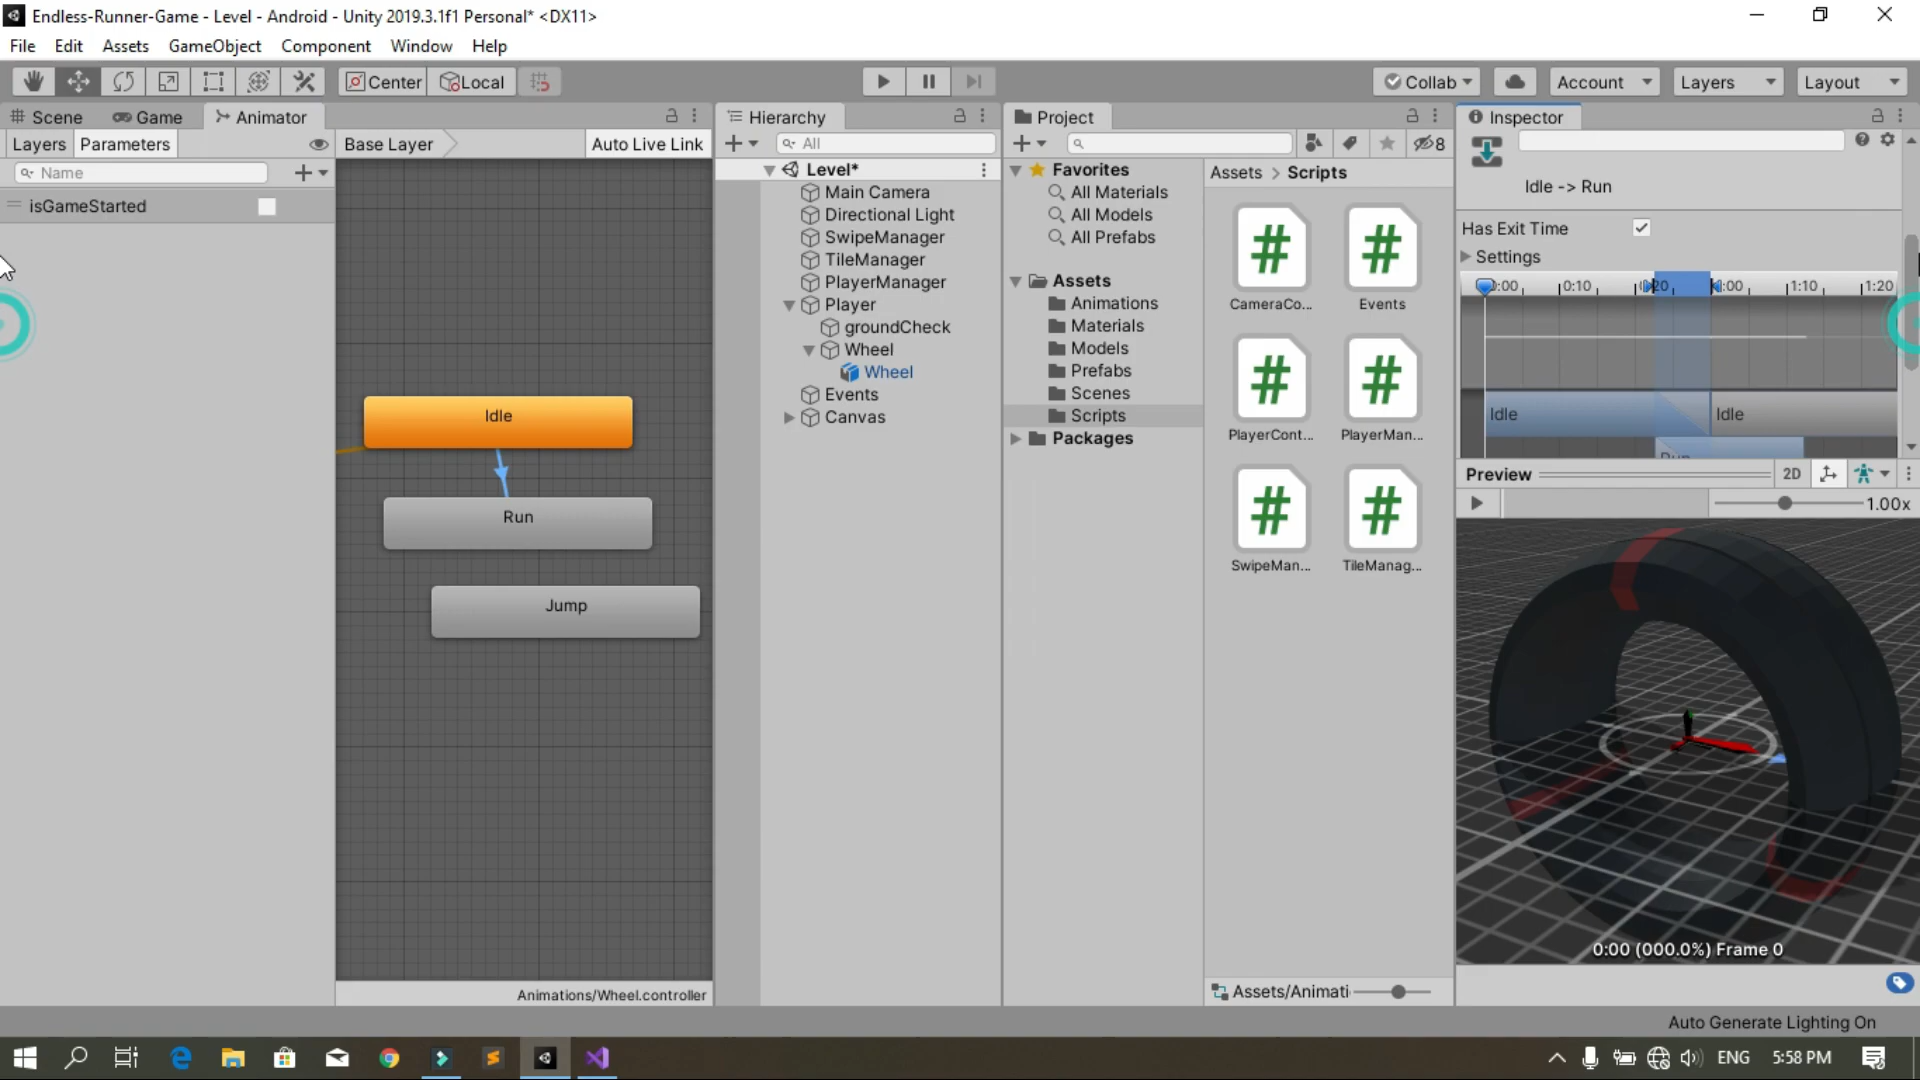 Endless-Runner-Game - Level - Android - Unity 2019.3.1f1 Personal* <DX11>
File Edit Assets GameObject Component Window Help
Center Local Collab Account Layers Layout
Scene Game Animator
Layers Parameters Base Layer Auto Live Link
Name
isGameStarted
Idle
Run
Jump
Animations/Wheel.controller
Hierarchy
All
Level*
Main Camera
Directional Light
SwipeManager
TileManager
PlayerManager
Player
groundCheck
Wheel
Wheel
Events
Canvas
Project
8
Favorites
All Materials
All Models
All Prefabs
Assets
Animations
Materials
Models
Prefabs
Scenes
Scripts
Packages
Assets > Scripts
CameraCo... Events
PlayerCont... PlayerMan...
SwipeMan... TileManag...
Assets/Animati
Inspector
Idle -> Run
Has Exit Time
Settings
0:10 1:10 1:20
Idle Idle
Preview 2D
1.00x
0:00 (000.0%) Frame 0
Auto Generate Lighting On
ENG 5:58 PM